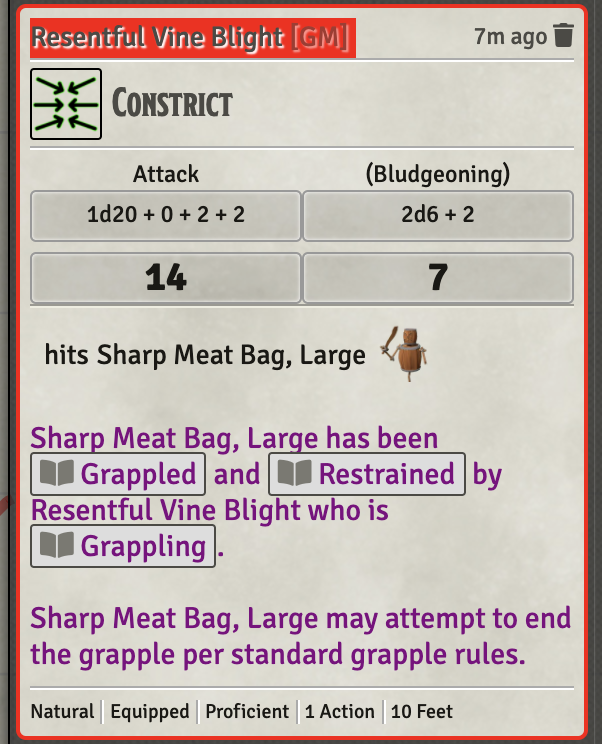 Resentful Vine Blight [GM] 7m ago
Constrict
Attack (Bludgeoning)
1d20 + 0 + 2 + 2 2d6 + 2
14 7
hits Sharp Meat Bag, Large
Sharp Meat Bag, Large has been
Grappled and Restrained by
Resentful Vine Blight who is
Grappling.
Sharp Meat Bag, Large may attempt to end
the grapple per standard grapple rules.
Natural | Equipped | Proficient | 1 Action | 10 Feet